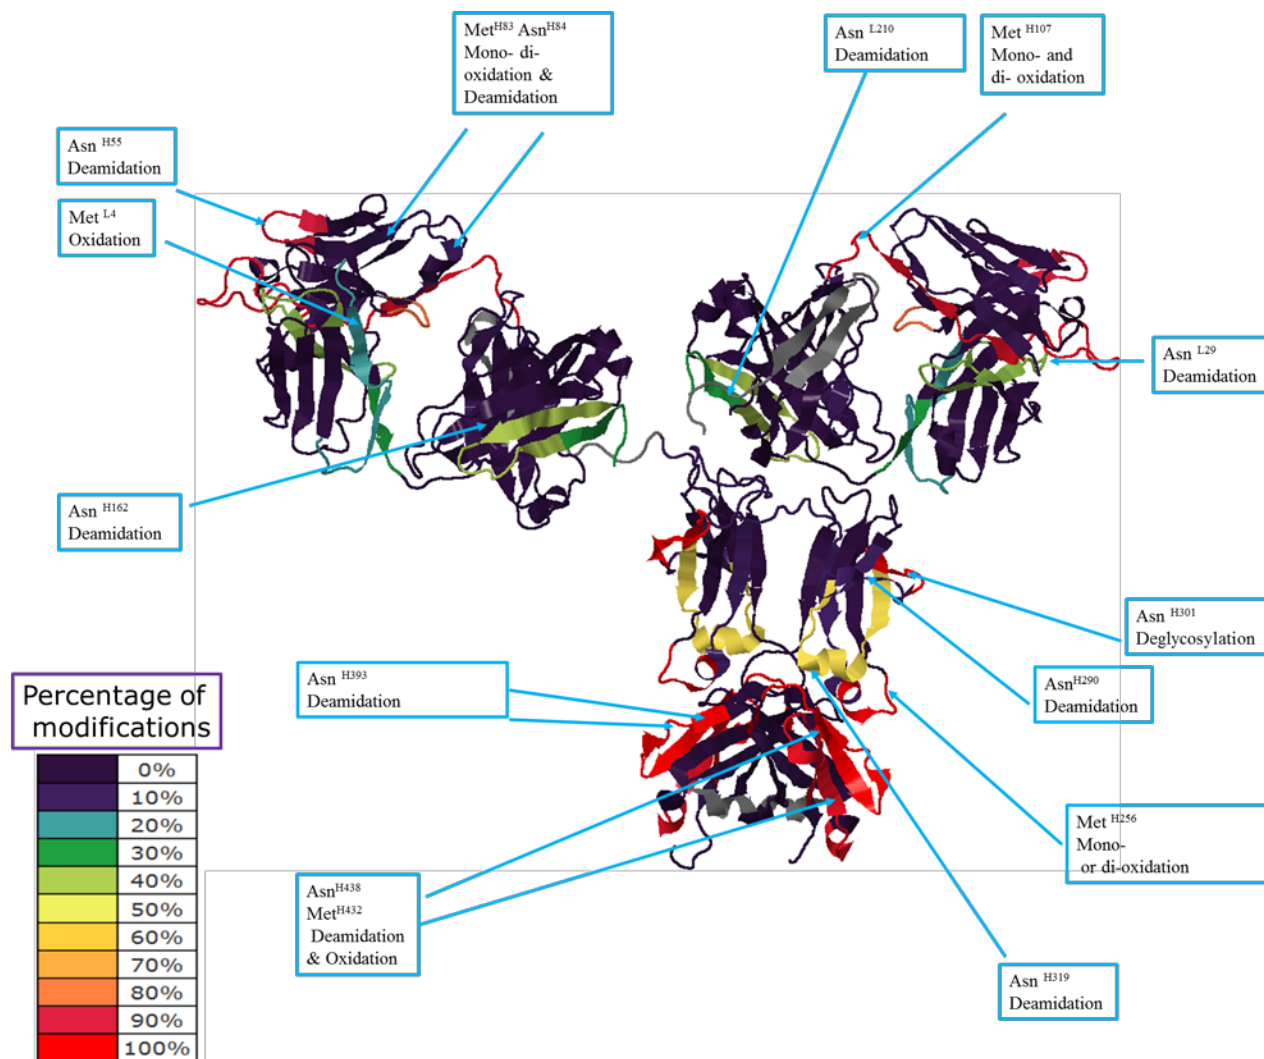 Met^H83 Asn^H84
Mono- di-
oxidation &
Deamidation
Asn ^L210
Deamidation
Met ^H107
Mono- and
di- oxidation
Asn ^H55
Deamidation
Met ^L4
Oxidation
Asn ^L29
Deamidation
Asn ^H162
Deamidation
Asn ^H301
Deglycosylation
Asn^H290
Deamidation
Asn ^H393
Deamidation
Percentage of
modifications
0%
10%
20%
30%
40%
50%
60%
70%
80%
90%
100%
Met ^H256
Mono-
or di-oxidation
Asn^H438
Met^H432
Deamidation
& Oxidation
Asn ^H319
Deamidation